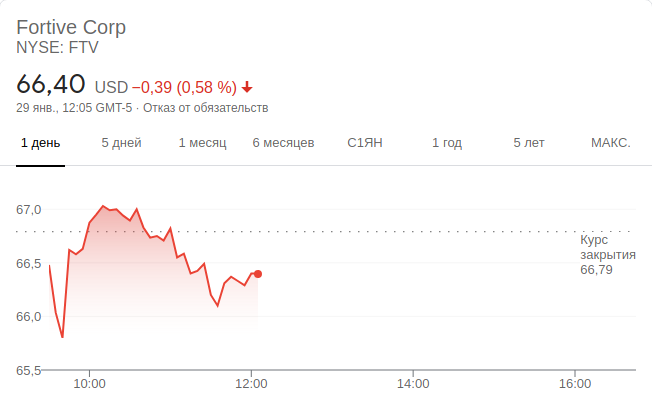 Fortive Corp
NYSE: FTV
66,40 USD −0,39 (0,58 %)
29 янв., 12:05 GMT-5 · Отказ от обязательств
1 день 5 дней 1 месяц 6 месяцев С1ЯН 1 год 5 лет МАКС.
67,0
Курс
закрытия
66,79
66,5
66,0
65,5
10:00 12:00 14:00 16:00